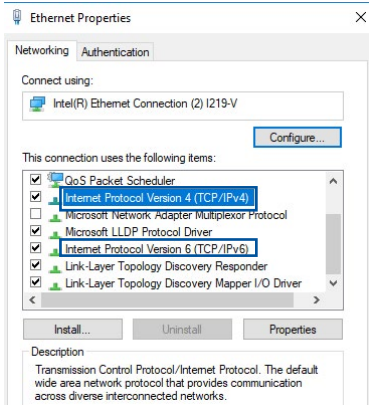 Ethernet Properties
Networking Authentication
Connect using:
Intel(R) Ethernet Connection (2) I219-V
Configure...
This connection uses the following items:
QoS Packet Scheduler
Internet Protocol Version 4 (TCP/IPv4)
Microsoft Network Adapter Multiplexor Protocol
Microsoft LLDP Protocol Driver
Internet Protocol Version 6 (TCP/IPv6)
Link-Layer Topology Discovery Responder
Link-Layer Topology Discovery Mapper I/O Driver
Install... Uninstall Properties
Description
Transmission Control Protocol/Internet Protocol. The default
wide area network protocol that provides communication
across diverse interconnected networks.